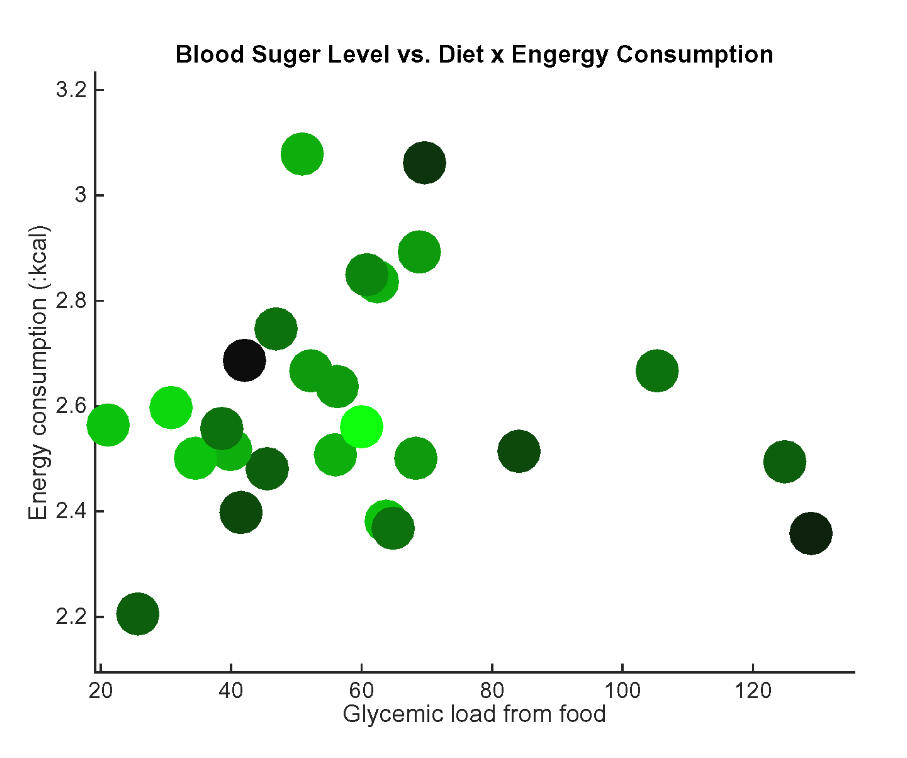 Blood Suger Level vs. Diet x Engergy Consumption
3.2
3
2.8
2.6
2.4
2.2
Energy consumption (:kcal)
20 40 60 80 100 120
Glycemic load from food